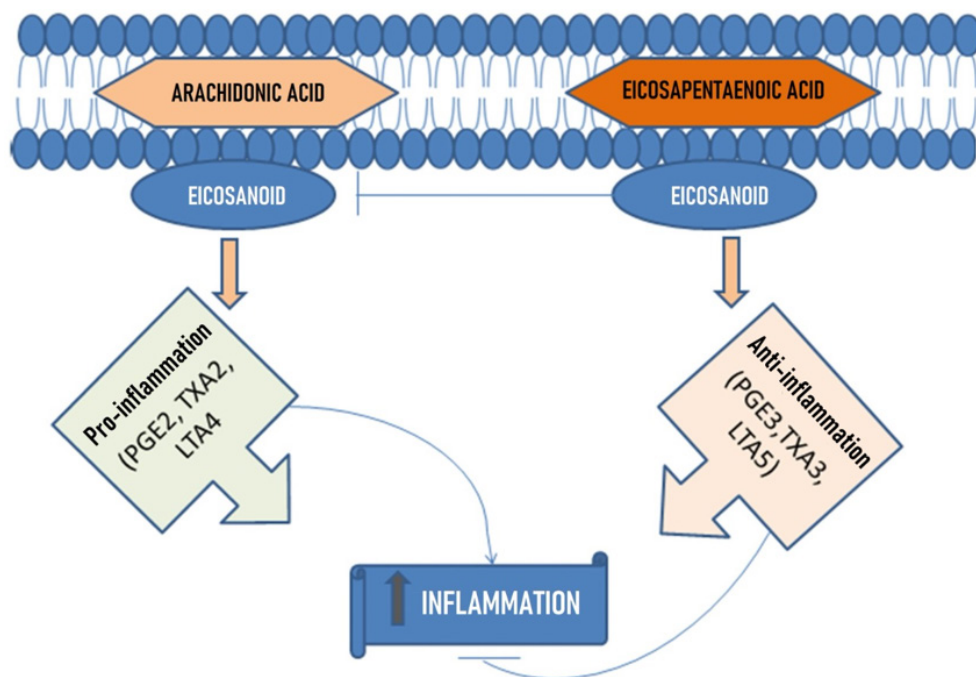 ARACHIDONIC ACID
EICOSAPENTAENOIC ACID
EICOSANOID
EICOSANOID
Pro-inflammation
(PGE2, TXA2,
LTA4
Anti-inflammation
(PGE3,TXA3,
LTA5)
INFLAMMATION